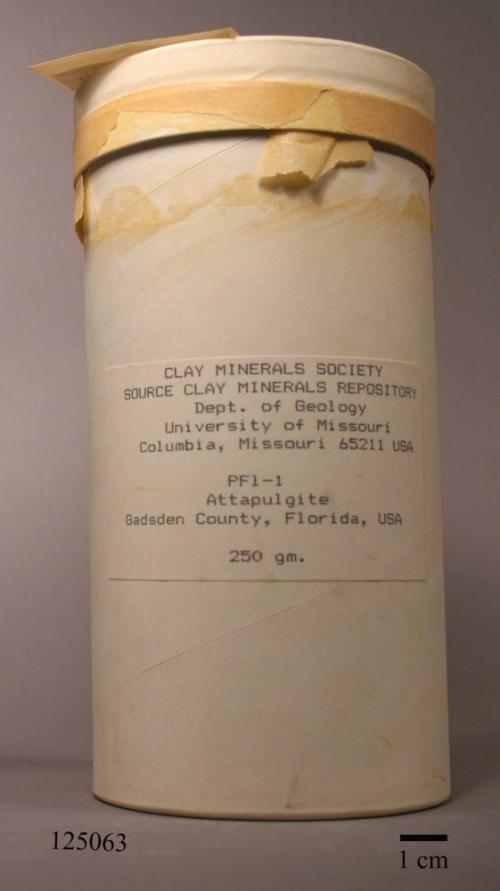 CLAY MINERALS SOCIETY
SOURCE CLAY MINERALS REPOSITORY
Dept. of Geology
University of Missouri
Columbia, Missouri 65211 USA
PFl-1
Attapulgite
Gadsden County, Florida, USA
250 gm.
125063
1 cm